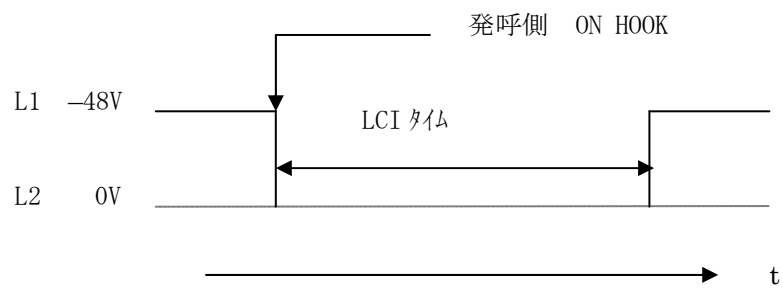 発呼側　ON HOOK
L1　—48V
LCI ﾀｲﾑ
L2　0V
t